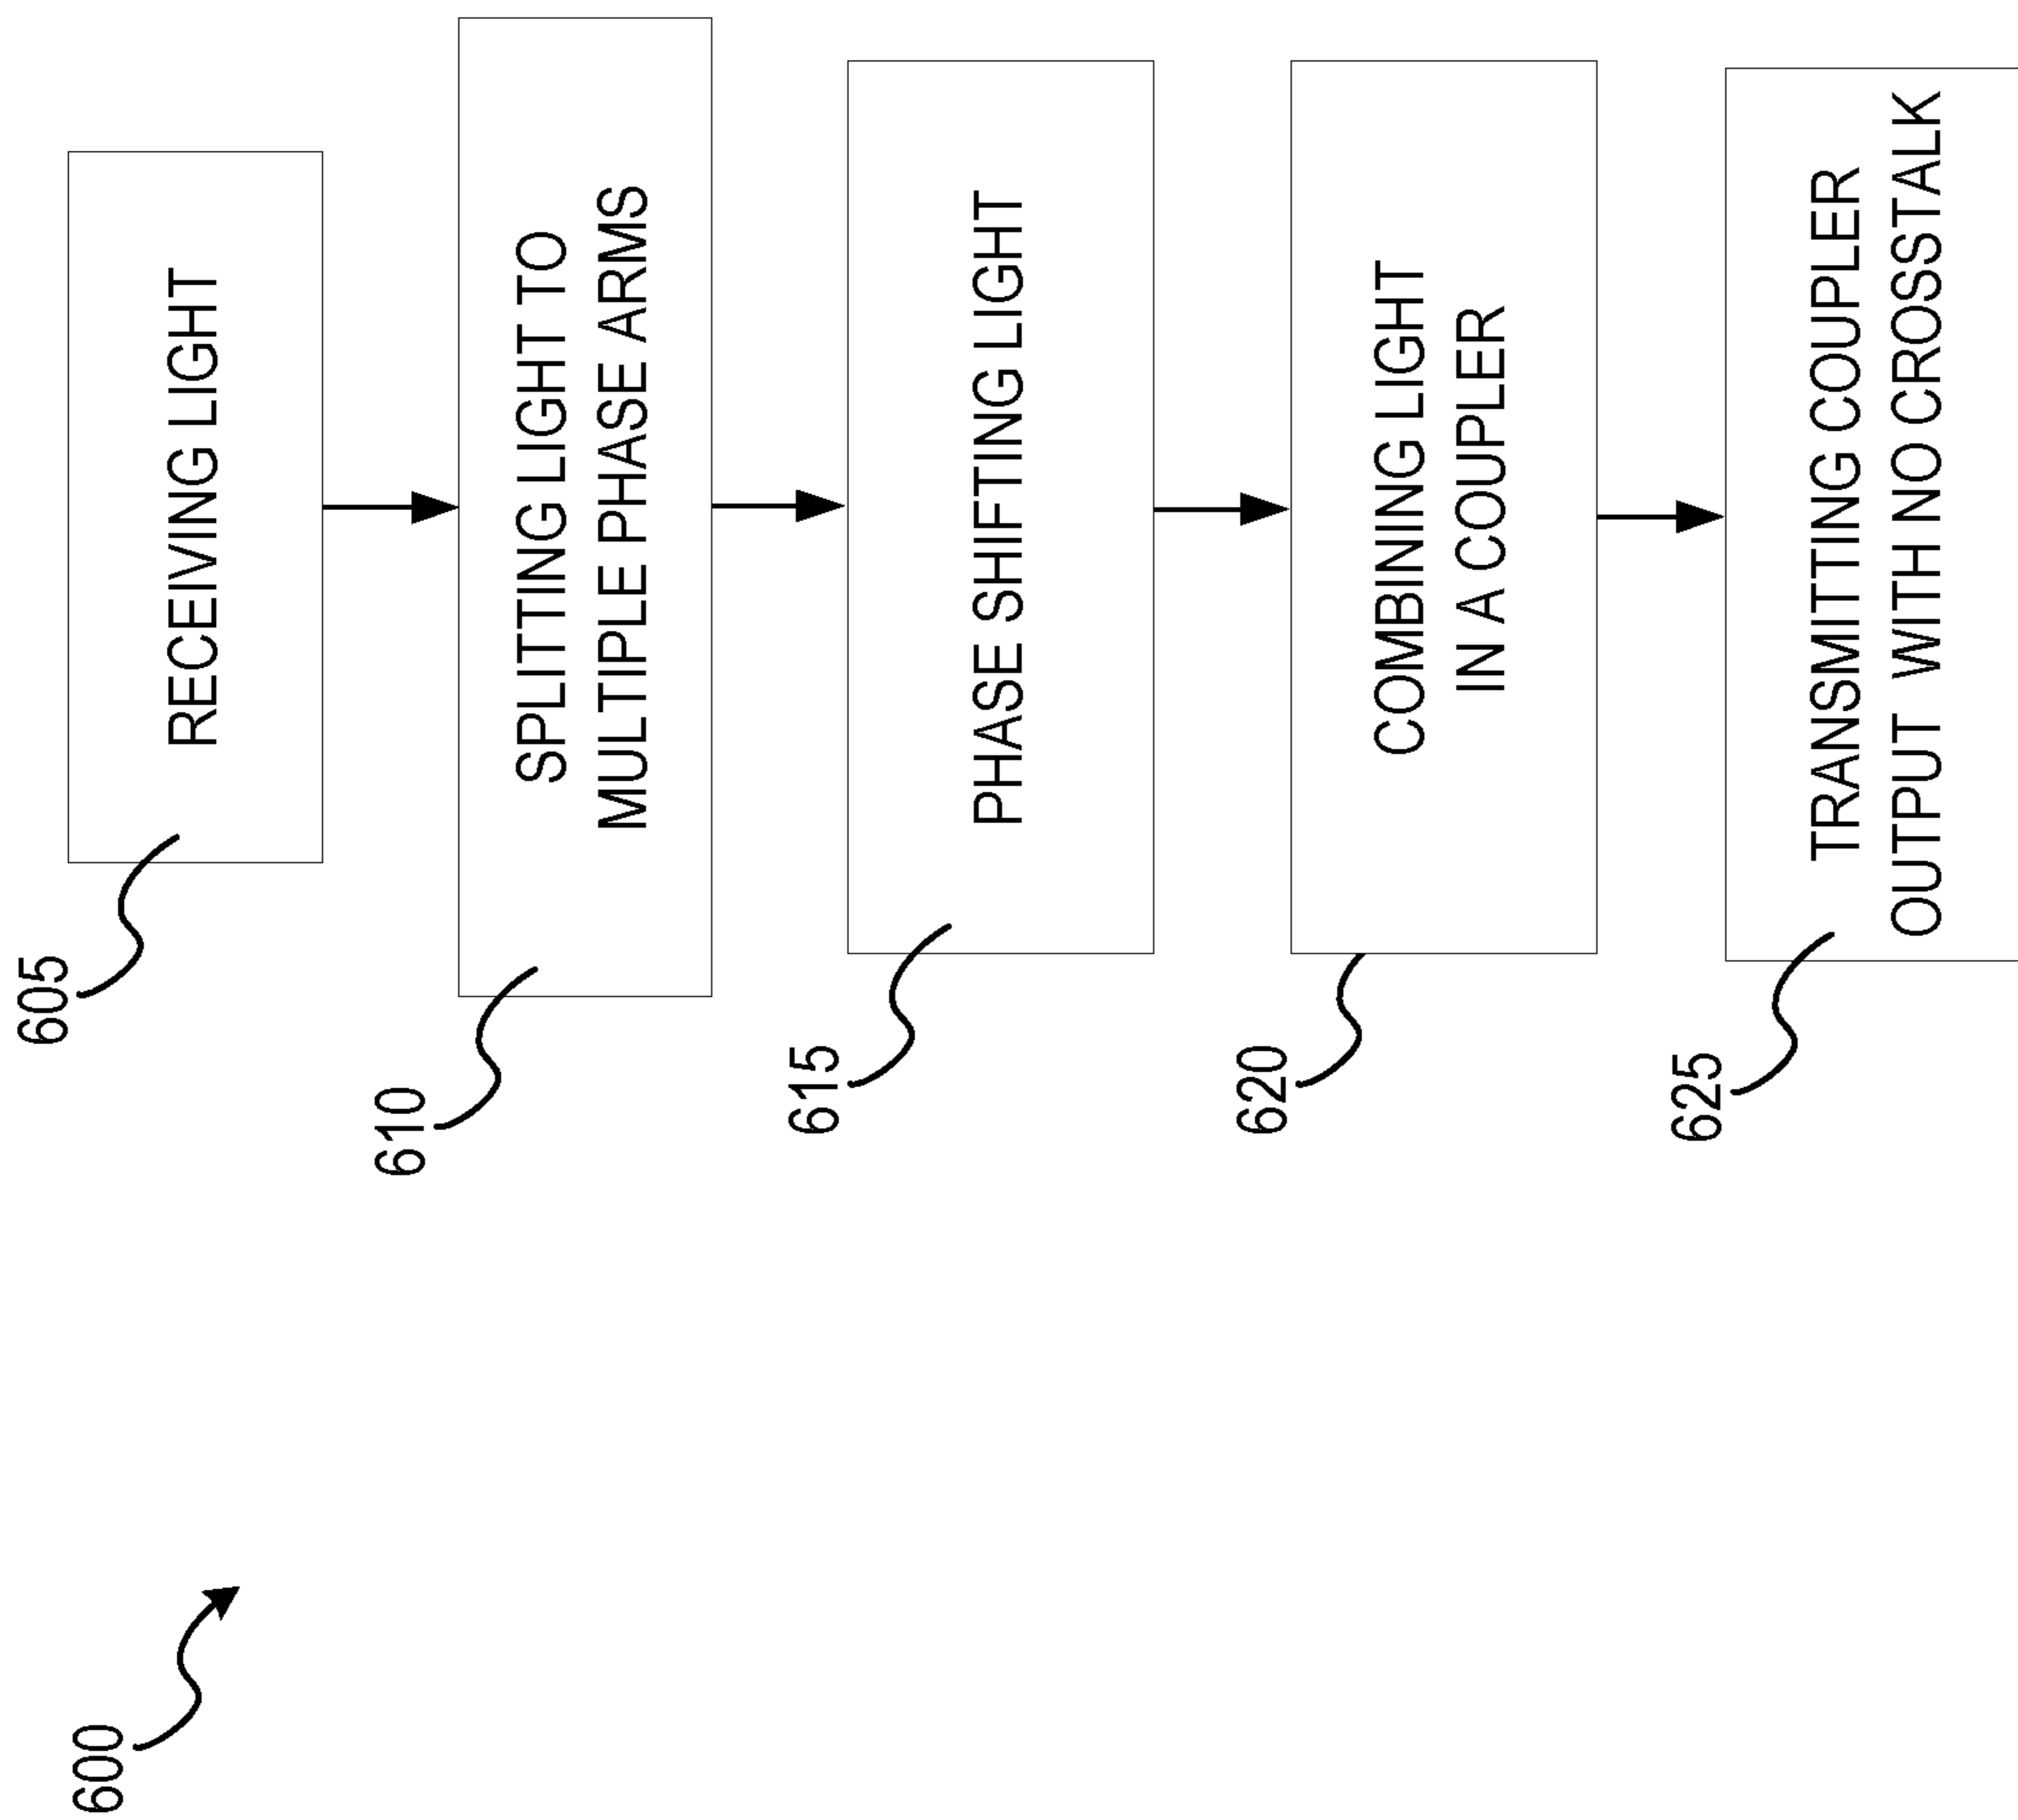 600
605
RECEIVING LIGHT
610
SPLITTING LIGHT TO
MULTIPLE PHASE ARMS
615
PHASE SHIFTING LIGHT
620
COMBINING LIGHT
IN A COUPLER
625
TRANSMITTING COUPLER
OUTPUT WITH NO CROSSTALK